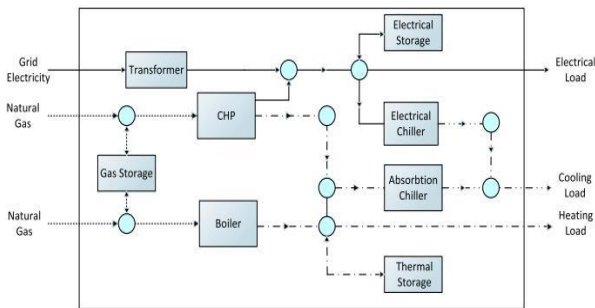 Grid
Electricity
Transformer
Electrical
Storage
Electrical
Load
Natural
Gas
CHP
Electrical
Chiller
Gas Storage
Absorbtion
Chiller
Cooling
Load
Natural
Gas
Boiler
Heating
Load
Thermal
Storage